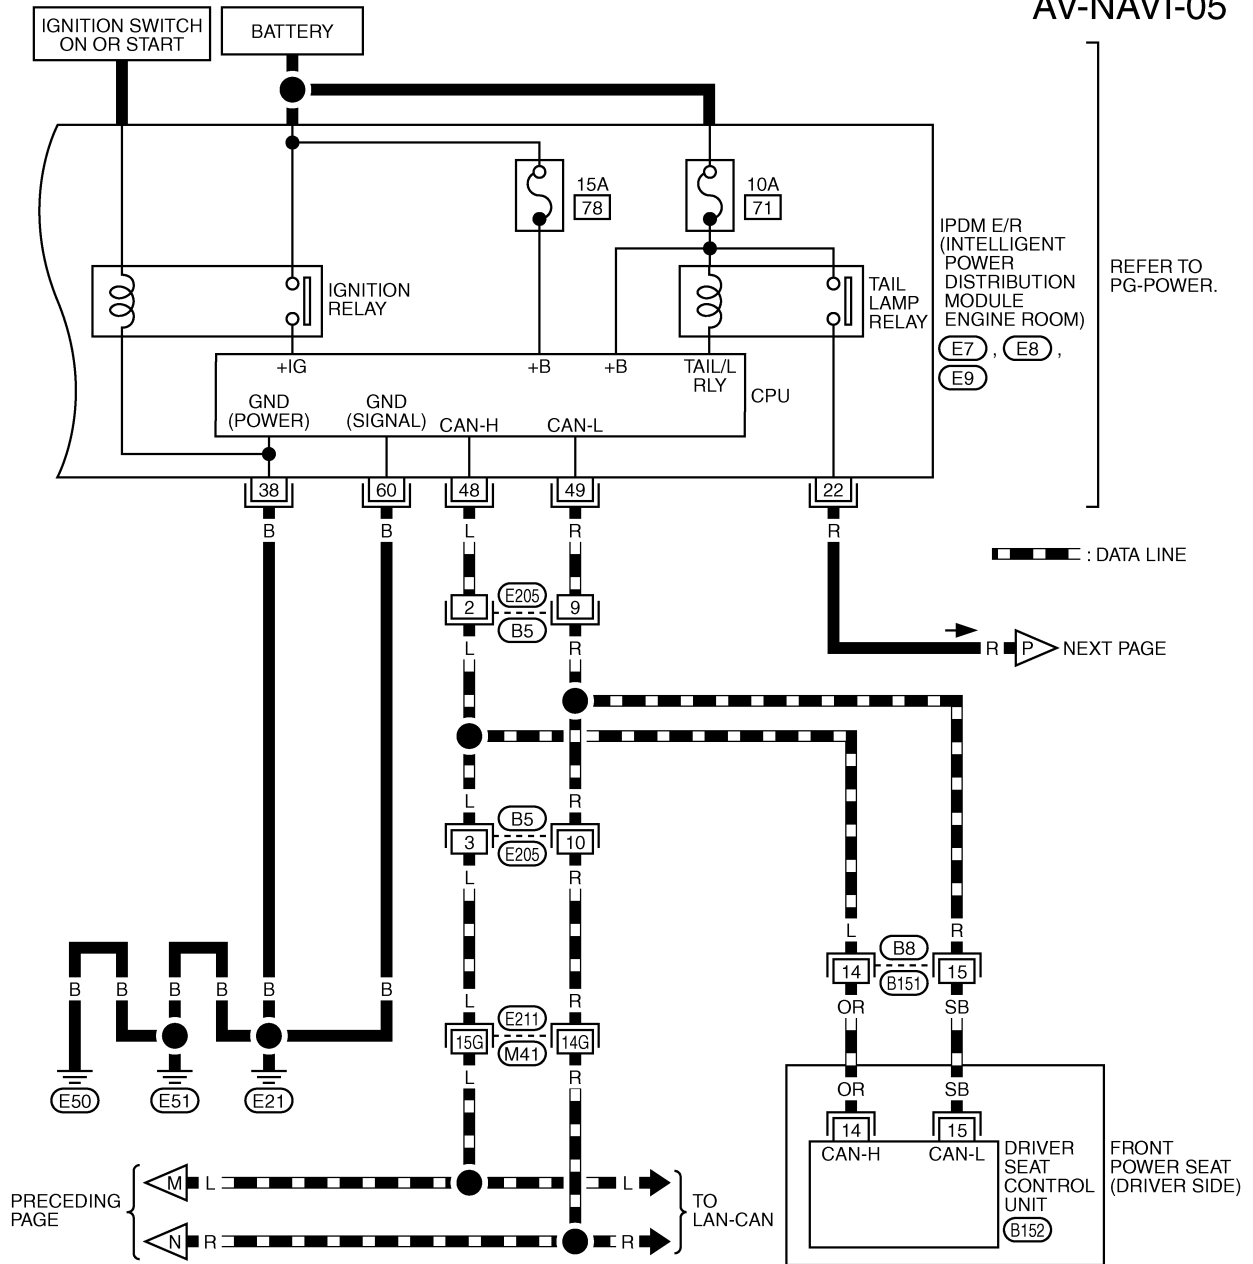 AV-NAVI-05
IGNITION SWITCH
ON OR START
BATTERY
15A
78
10A
71
IPDM E/R
(INTELLIGENT
POWER
DISTRIBUTION
MODULE
ENGINE ROOM)
E7 , E8 ,
E9
REFER TO
PG-POWER.
IGNITION
RELAY
TAIL
LAMP
RELAY
+IG
+B
+B
TAIL/L
RLY
CPU
GND
(POWER)
GND
(SIGNAL)
CAN-H
CAN-L
38
60
48
49
22
B
B
L
R
R
: DATA LINE
2
E205
B5
9
L
R
R
P
NEXT PAGE
L
R
3
B5
E205
10
L
R
L
R
14
B8
B151
15
OR
SB
B
B
B
B
B
L
R
15G
E211
M41
14G
L
R
E50
E51
E21
OR
SB
14
15
CAN-H
CAN-L
DRIVER
SEAT
CONTROL
UNIT
B152
FRONT
POWER SEAT
(DRIVER SIDE)
PRECEDING
PAGE
M
L
L
N
R
R
TO
LAN-CAN